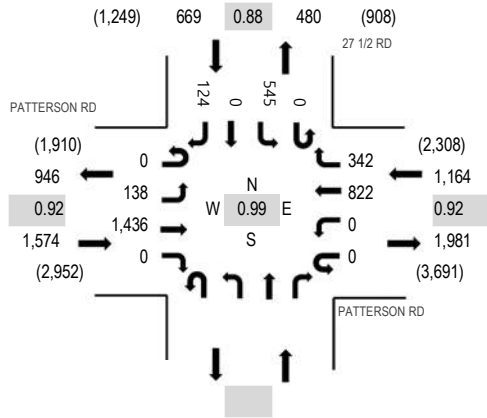 (1,249) 669 0.88 480 (908)
27 1/2 RD
124 0 545 0
PATTERSON RD
(1,910) (2,308)
0 342
946 1,164
138 N 822
0.92 W 0.99 E 0.92
1,436 0
1,574 S 1,981
0 0
(2,952) (3,691)
PATTERSON RD